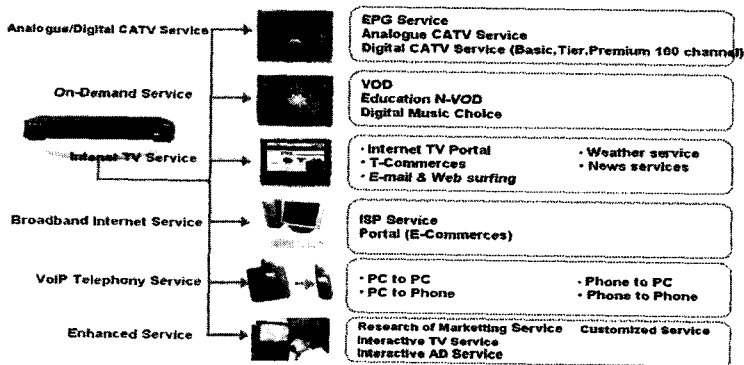 Analogue/Digital CATV Service
EPG Service
Analogue CATV Service
Digital CATV Service (Basic,Tier,Premium 160 channel)
On-Demand Service
VOD
Education N-VOD
Digital Music Choice
Intenet TV Service
· Internet TV Portal
· T-Commerces
· E-mail & Web surfing
· Weather service
· News services
Broadband Internet Service
ISP Service
Portal (E-Commerces)
VoIP Telephony Service
· PC to PC
· PC to Phone
· Phone to PC
· Phone to Phone
Enhanced Service
Research of Marketting Service
Customized Service
Interactive TV Service
Interactive AD Service